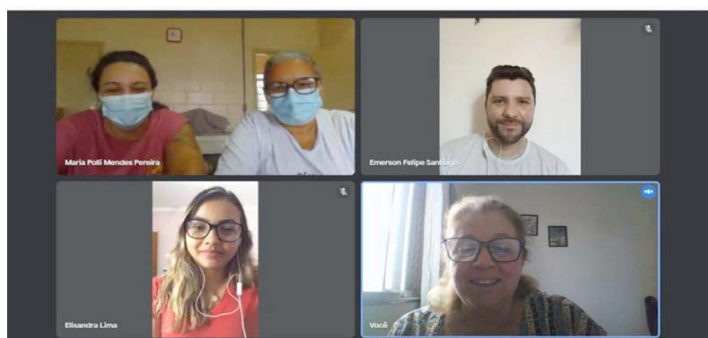 Maria Polli Mendes Pereira
Emerson Felipe Santiago
Elisandra Lima
Você